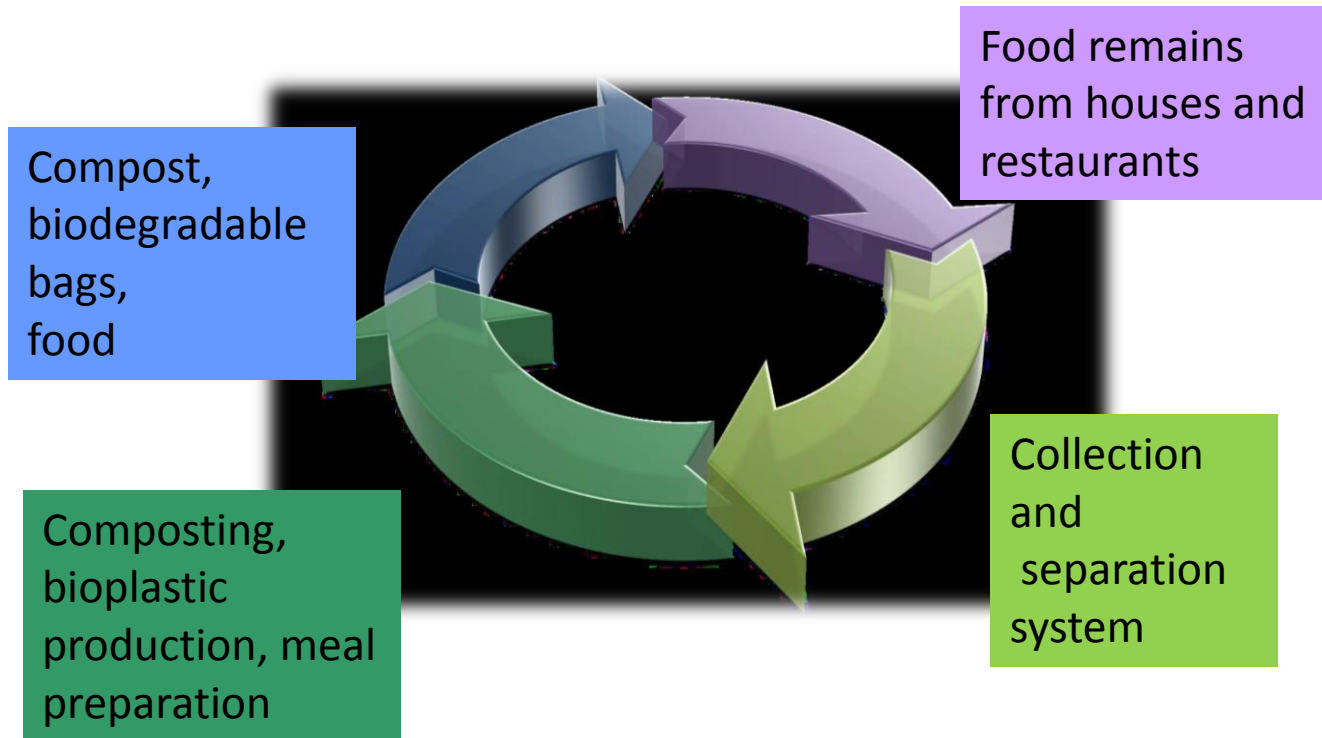 Food remains
from houses and
restaurants
Compost,
biodegradable
bags,
food
Collection
and
separation
system
Composting,
bioplastic
production, meal
preparation